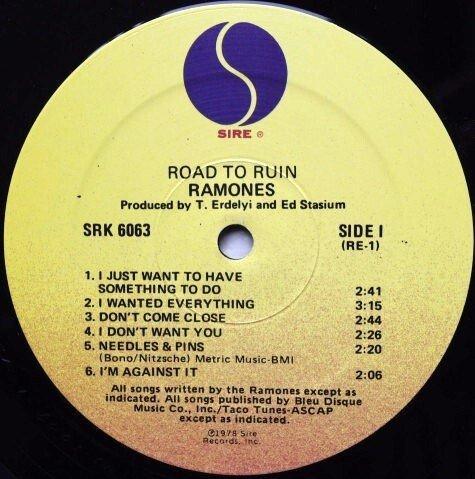 SIRE ®
ROAD TO RUIN
RAMONES
Produced by T. Erdelyi and Ed Stasium
SRK 6063
SIDE I
(RE-1)
1. I JUST WANT TO HAVE
SOMETHING TO DO 2:41
2. I WANTED EVERYTHING 3:15
3. DON'T COME CLOSE 2:44
4. I DON'T WANT YOU 2:26
5. NEEDLES & PINS 2:20
(Bono/Nitzsche) Metric Music-BMI
6. I'M AGAINST IT 2:06
All songs written by the Ramones except as
indicated. All songs published by Bleu Disque
Music Co., Inc./Taco Tunes-ASCAP
except as indicated.
℗1978 Sire
Records, Inc.